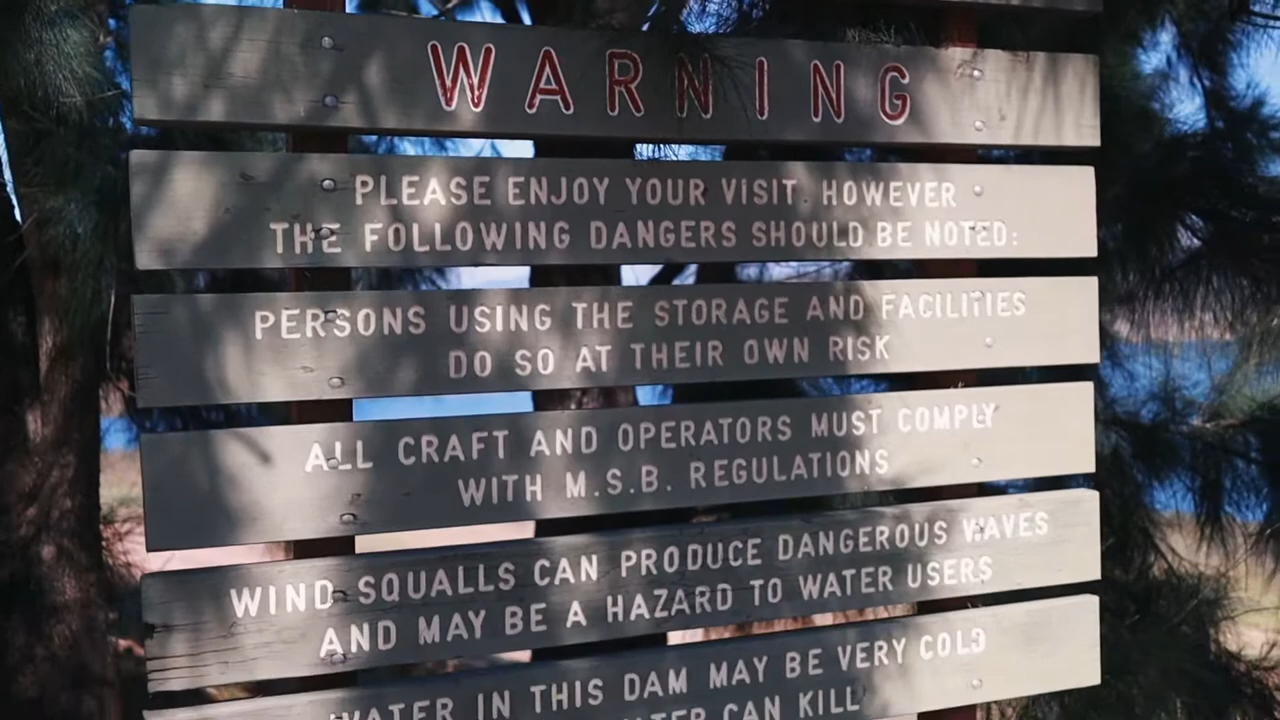 WARNING
PLEASE ENJOY YOUR VISIT. HOWEVER
THE FOLLOWING DANGERS SHOULD BE NOTED:
PERSONS USING THE STORAGE AND FACILITIES
DO SO AT THEIR OWN RISK
ALL CRAFT AND OPERATORS MUST COMPLY
WITH M.S.B. REGULATIONS
WIND SQUALLS CAN PRODUCE DANGEROUS WAVES
AND MAY BE A HAZARD TO WATER USERS
WATER IN THIS DAM MAY BE VERY COLD
WATER CAN KILL